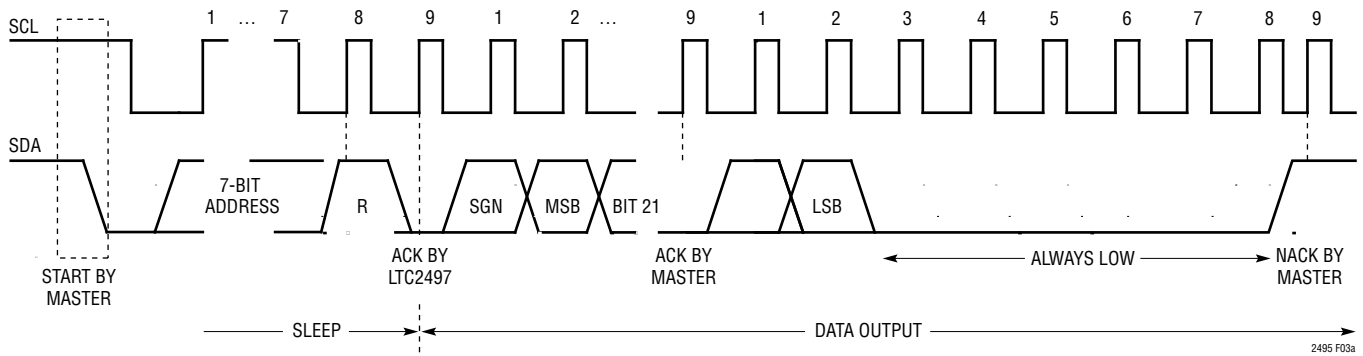 SCL
1 … 7 8 9 1 2 … 9 1 2 3 4 5 6 7 8 9
SDA
7-BIT
ADDRESS
R
SGN
MSB
BIT 21
LSB
START BY
MASTER
ACK BY
LTC2497
ACK BY
MASTER
ALWAYS LOW
NACK BY
MASTER
SLEEP
DATA OUTPUT
2495 F03a